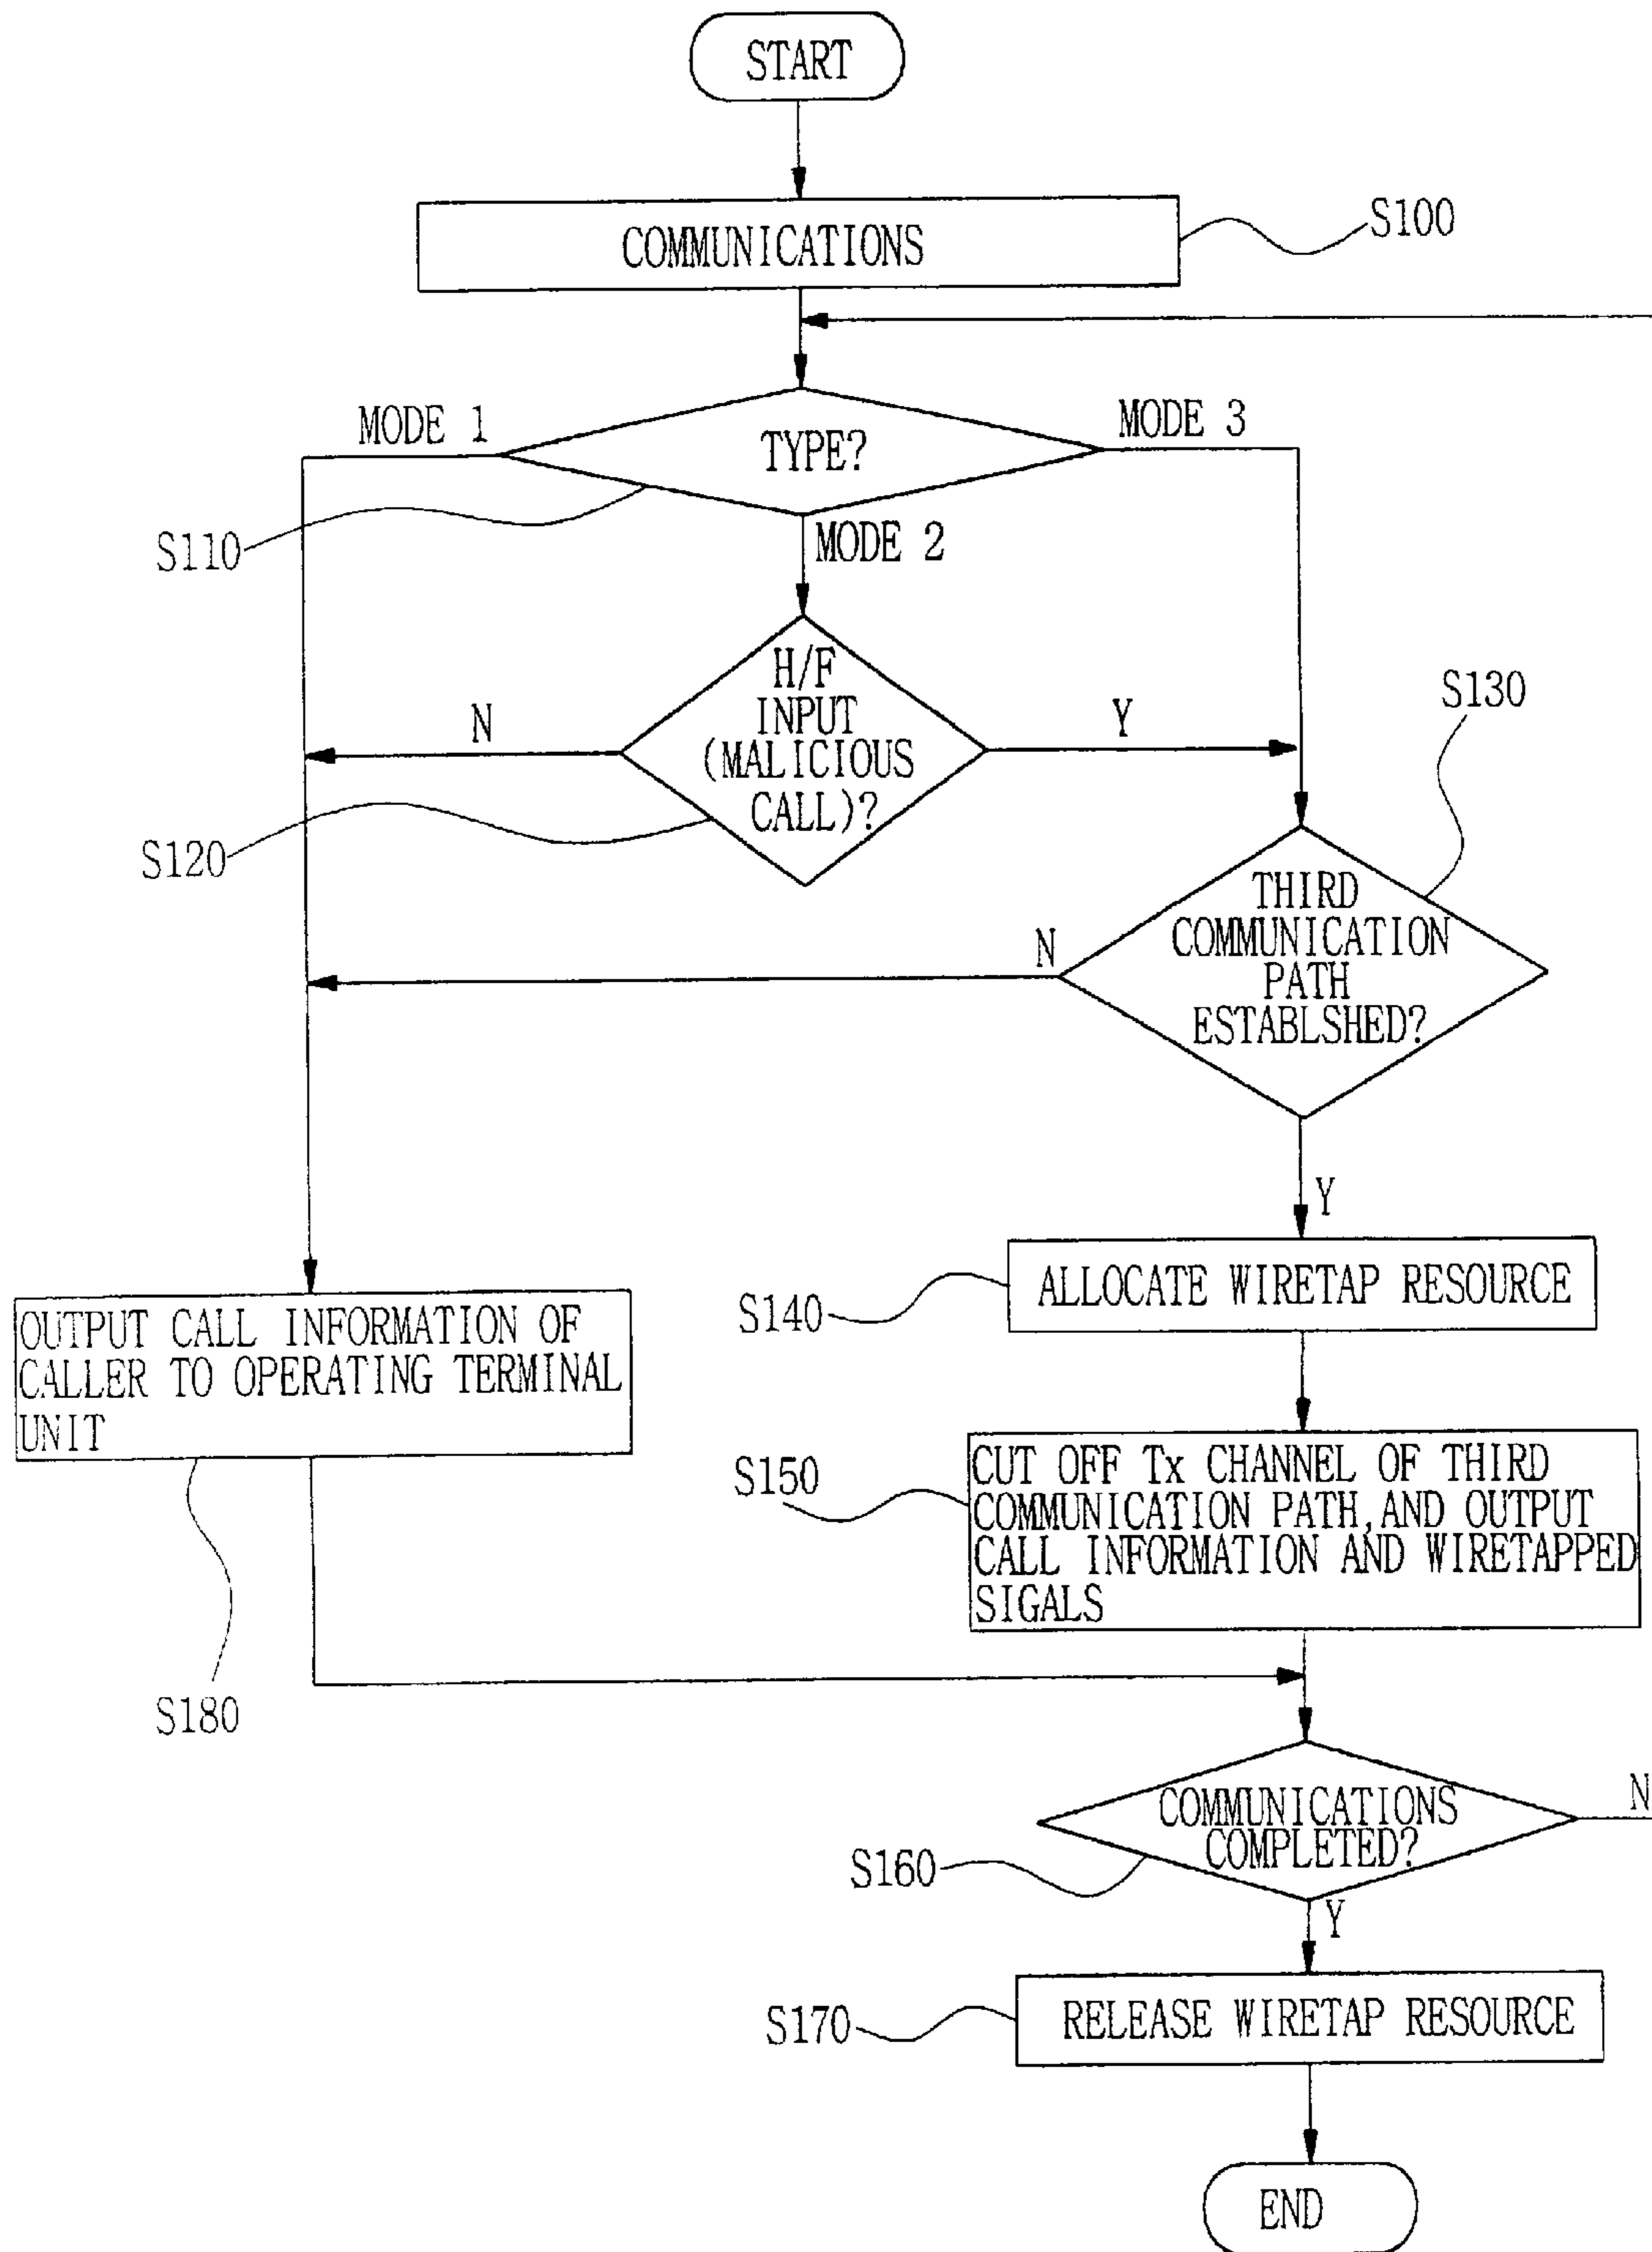 START
COMMUNICATIONS
S100
MODE 1
TYPE?
MODE 3
S110
MODE 2
H/F
INPUT
(MALICIOUS
CALL)?
N
Y
S120
S130
THIRD
COMMUNICATION
PATH
ESTABLSHED?
N
Y
ALLOCATE WIRETAP RESOURCE
S140
OUTPUT CALL INFORMATION OF
CALLER TO OPERATING TERMINAL
UNIT
S180
CUT OFF Tx CHANNEL OF THIRD
COMMUNICATION PATH,AND OUTPUT
CALL INFORMATION AND WIRETAPPED
SIGALS
S150
COMMUNICATIONS
COMPLETED?
N
S160
Y
RELEASE WIRETAP RESOURCE
S170
END